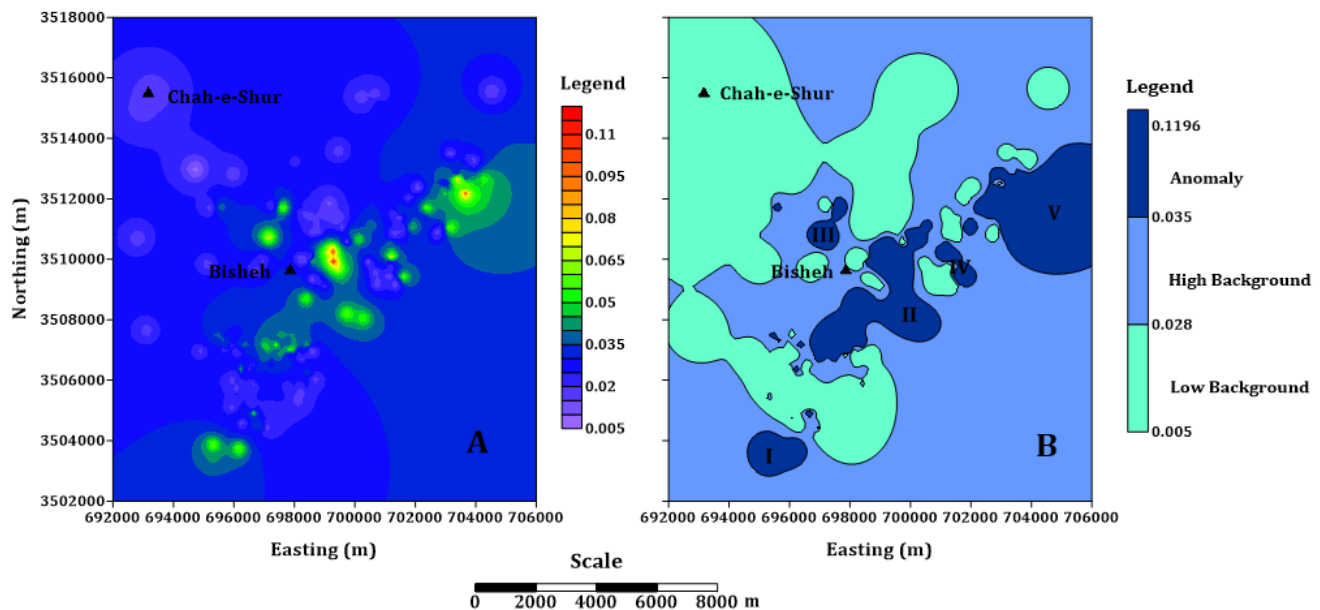 3518000
3516000
3514000
3512000
3510000
3508000
3506000
3504000
3502000
Northing (m)
692000 694000 696000 698000 700000 702000 704000 706000
Easting (m)
Chah-e-Shur
Bisheh
A
Legend
0.11
0.095
0.08
0.065
0.05
0.035
0.02
0.005
Chah-e-Shur
Bisheh
I
II
III
IV
V
B
692000 694000 696000 698000 700000 702000 704000 706000
Easting (m)
Legend
0.1196
Anomaly
0.035
High Background
0.028
Low Background
0.005
Scale
0 2000 4000 6000 8000 m